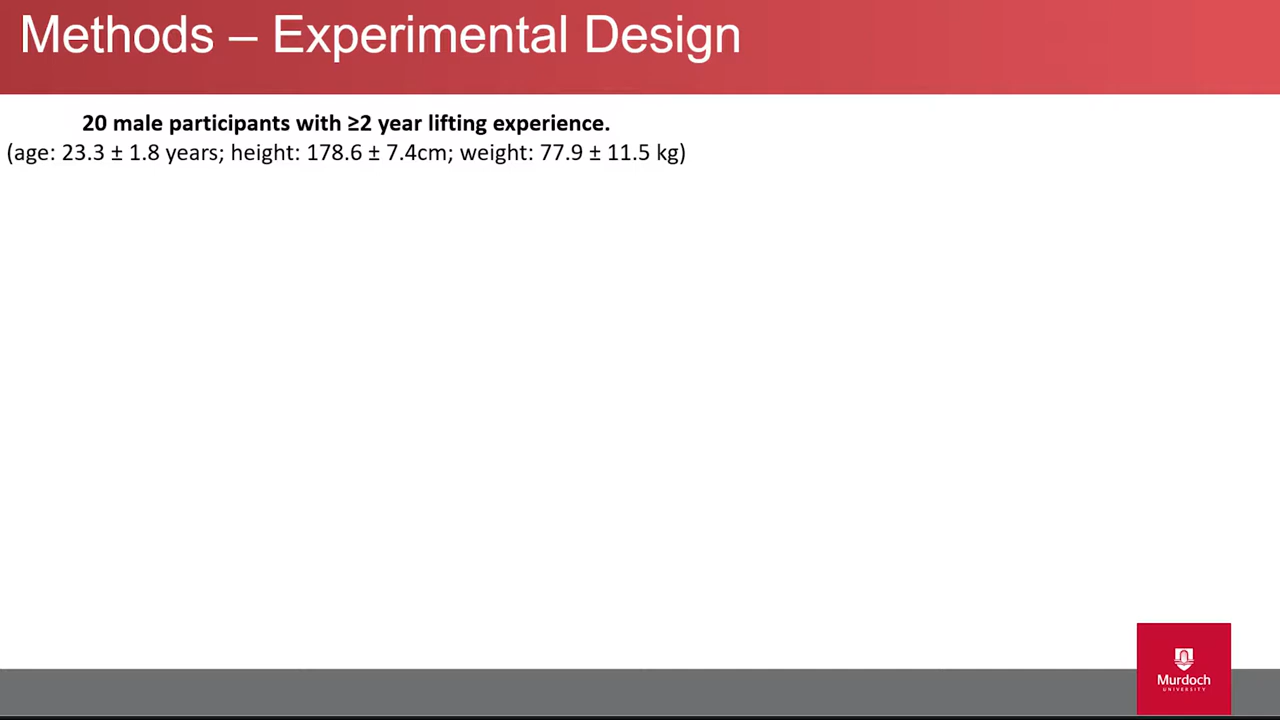 Methods – Experimental Design
20 male participants with ≥2 year lifting experience.
(age: 23.3 ± 1.8 years; height: 178.6 ± 7.4cm; weight: 77.9 ± 11.5 kg)
Murdoch
UNIVERSITY